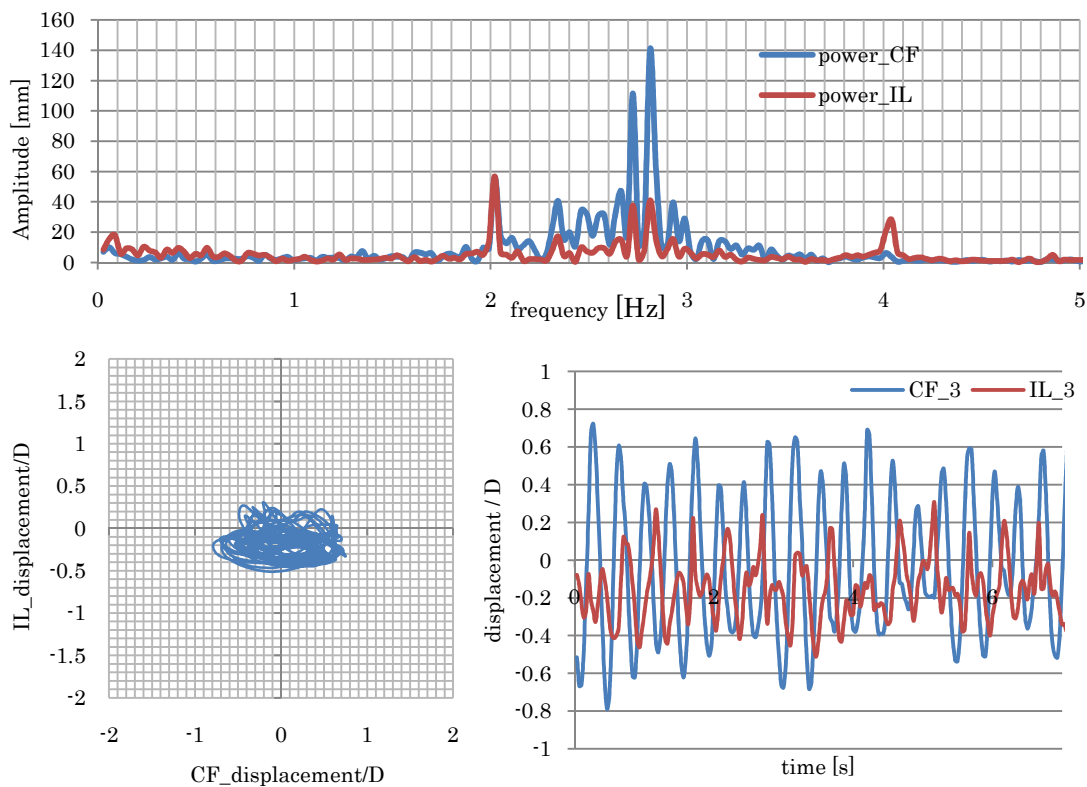 160
140
120
100
80
60
40
20
0
Amplitude [mm]
power_CF
power_IL
0 1 2 3 4 5
frequency [Hz]
2
1.5
1
0.5
0
-0.5
-1
-1.5
-2
IL_displacement/D
-2 -1 0 1 2
CF_displacement/D
1
0.8
0.6
0.4
0.2
0
-0.2
-0.4
-0.6
-0.8
-1
displacement / D
CF_3 IL_3
0 2 4 6
time [s]